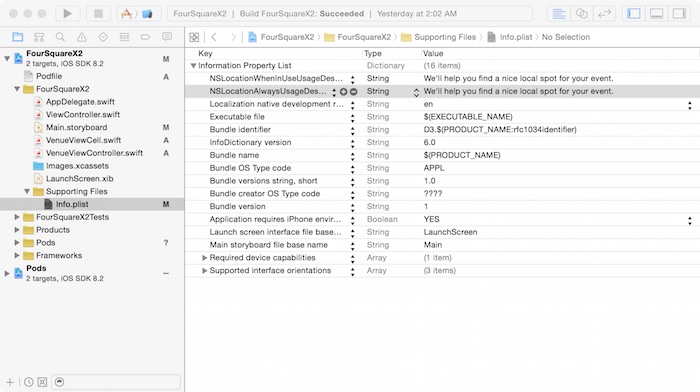 FourSquareX2 | Build FourSquareX2: Succeeded | Yesterday at 2:02 AM
FourSquareX2 > FourSquareX2 > Supporting Files > Info.plist > No Selection
FourSquareX2 M
2 targets, iOS SDK 8.2
Podfile A
FourSquareX2
AppDelegate.swift
ViewController.swift M
Main.storyboard M
VenueViewCell.swift A
VenueViewController.swift A
Images.xcassets
LaunchScreen.xib
Supporting Files
Info.plist M
FourSquareX2Tests
Products
Pods ?
Frameworks
Pods –
2 targets, iOS SDK 8.2
Key Type Value
Information Property List Dictionary (16 items)
NSLocationWhenInUseUsageDes... String We'll help you find a nice local spot for your event.
NSLocationAlwaysUsageDes... String We'll help you find a nice local spot for your event.
Localization native development r... String en
Executable file String $(EXECUTABLE_NAME)
Bundle identifier String D3.$(PRODUCT_NAME:rfc1034identifier)
InfoDictionary version String 6.0
Bundle name String $(PRODUCT_NAME)
Bundle OS Type code String APPL
Bundle versions string, short String 1.0
Bundle creator OS Type code String ????
Bundle version String 1
Application requires iPhone envir... Boolean YES
Launch screen interface file base... String LaunchScreen
Main storyboard file base name String Main
Required device capabilities Array (1 item)
Supported interface orientations Array (3 items)